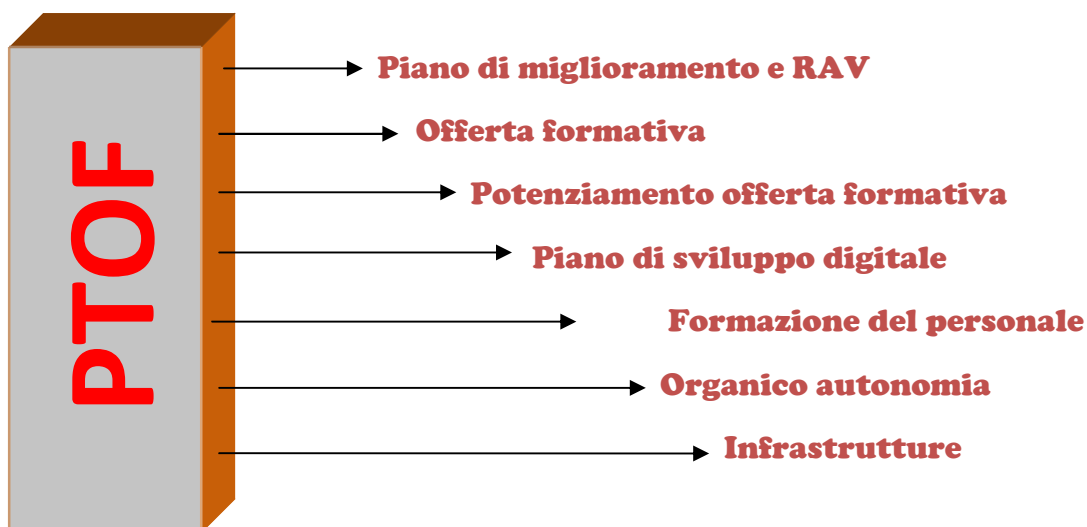 PTOF
Piano di miglioramento e RAV
Offerta formativa
Potenziamento offerta formativa
Piano di sviluppo digitale
Formazione del personale
Organico autonomia
Infrastrutture